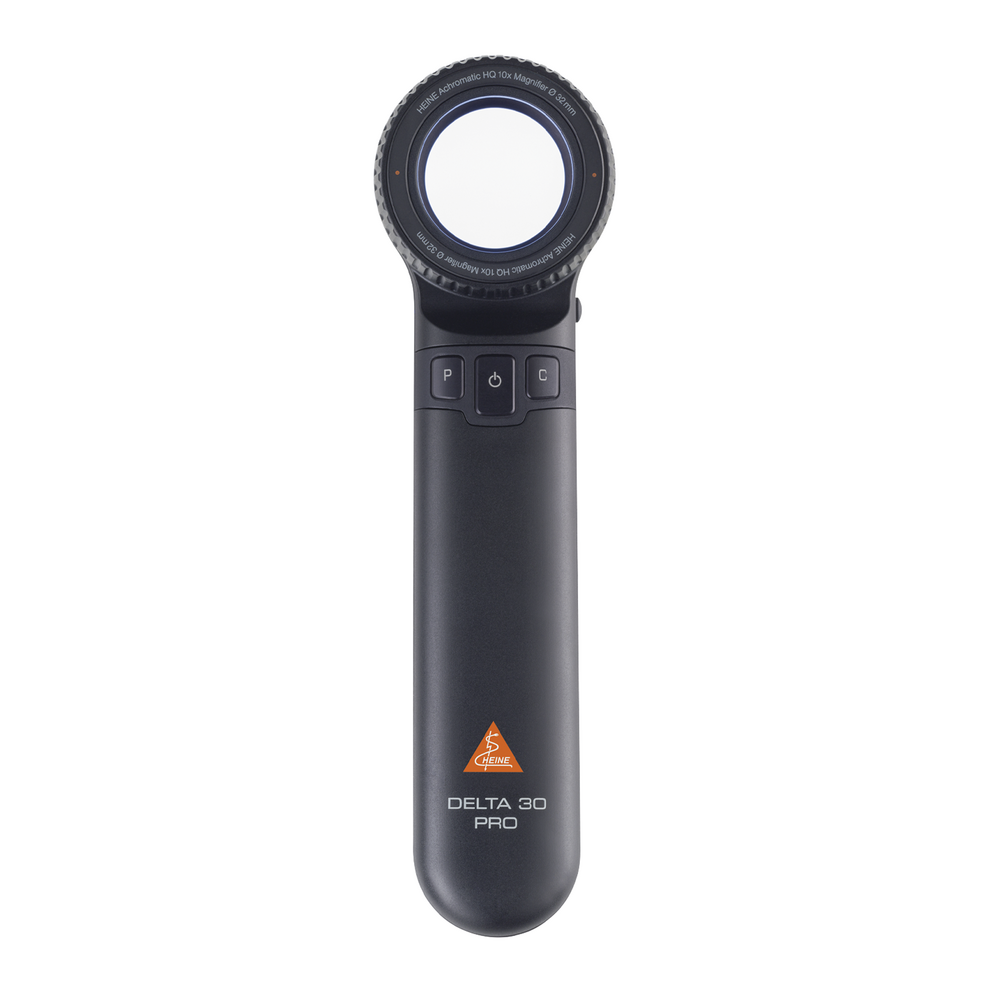 HEINE Achromatic HQ 10x Magnifier Ø 32mm
HEINE Achromatic HQ 10x Magnifier Ø 32mm
P
C
HEINE
DELTA 30
PRO